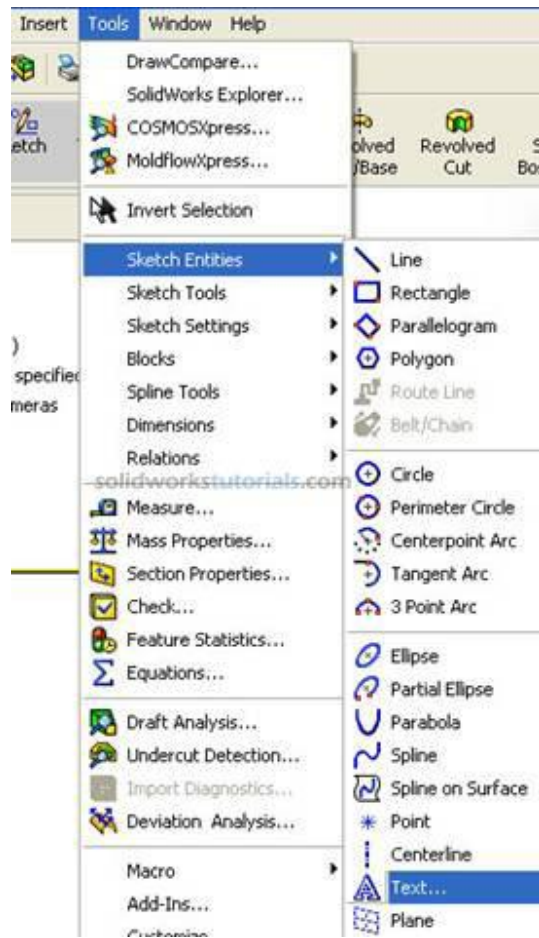 Insert Tools Window Help
DrawCompare...
SolidWorks Explorer...
COSMOSXpress...
MoldflowXpress...
Invert Selection
Sketch Entities
Sketch Tools
Sketch Settings
Blocks
Spline Tools
Dimensions
Relations
solidworkstutorials.com
Measure...
Mass Properties...
Section Properties...
Check...
Feature Statistics...
Equations...
Draft Analysis...
Undercut Detection...
Import Diagnostics...
Deviation Analysis...
Macro
Add-Ins...
Customize
etch
olved
/Base
Revolved
Cut
S
Bos
)
specified
meras
Line
Rectangle
Parallelogram
Polygon
Route Line
Belt/Chain
Circle
Perimeter Circle
Centerpoint Arc
Tangent Arc
3 Point Arc
Ellipse
Partial Ellipse
Parabola
Spline
Spline on Surface
Point
Centerline
Text...
Plane